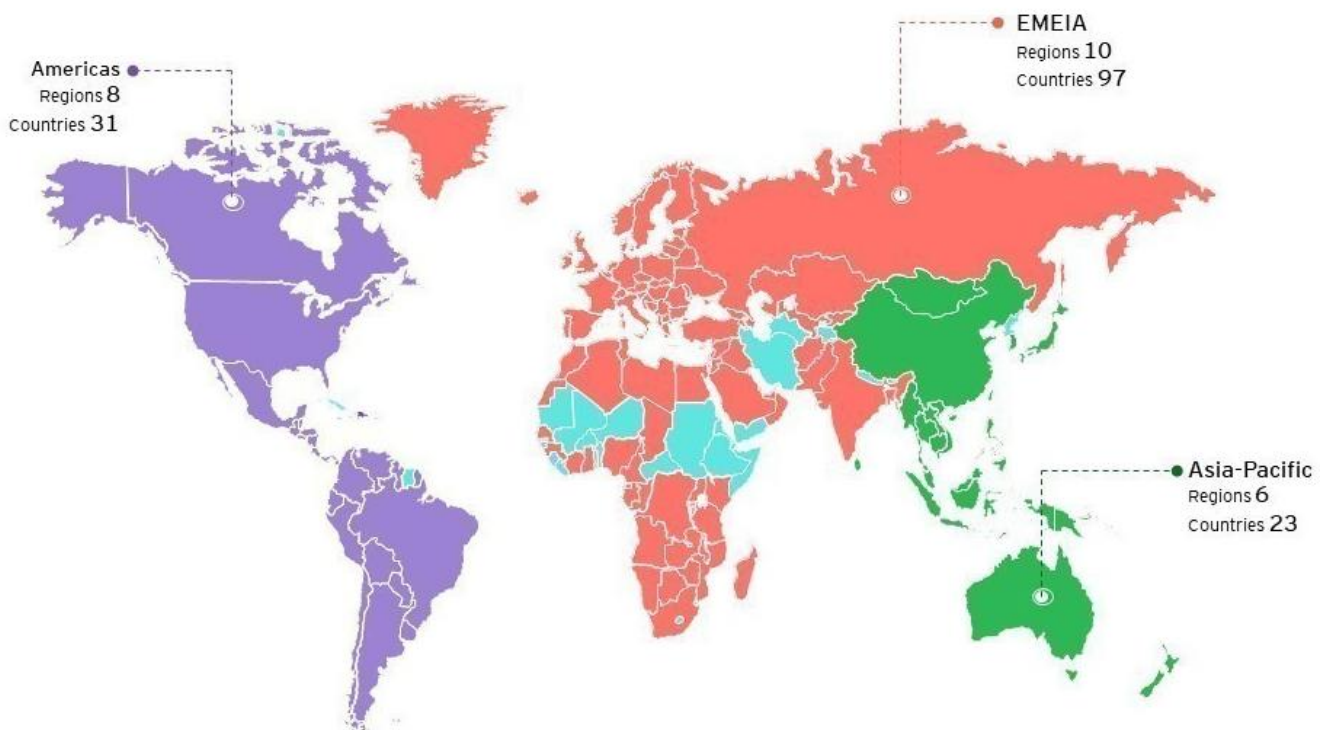 Americas
Regions 8
Countries 31
EMEIA
Regions 10
Countries 97
Asia-Pacific
Regions 6
Countries 23